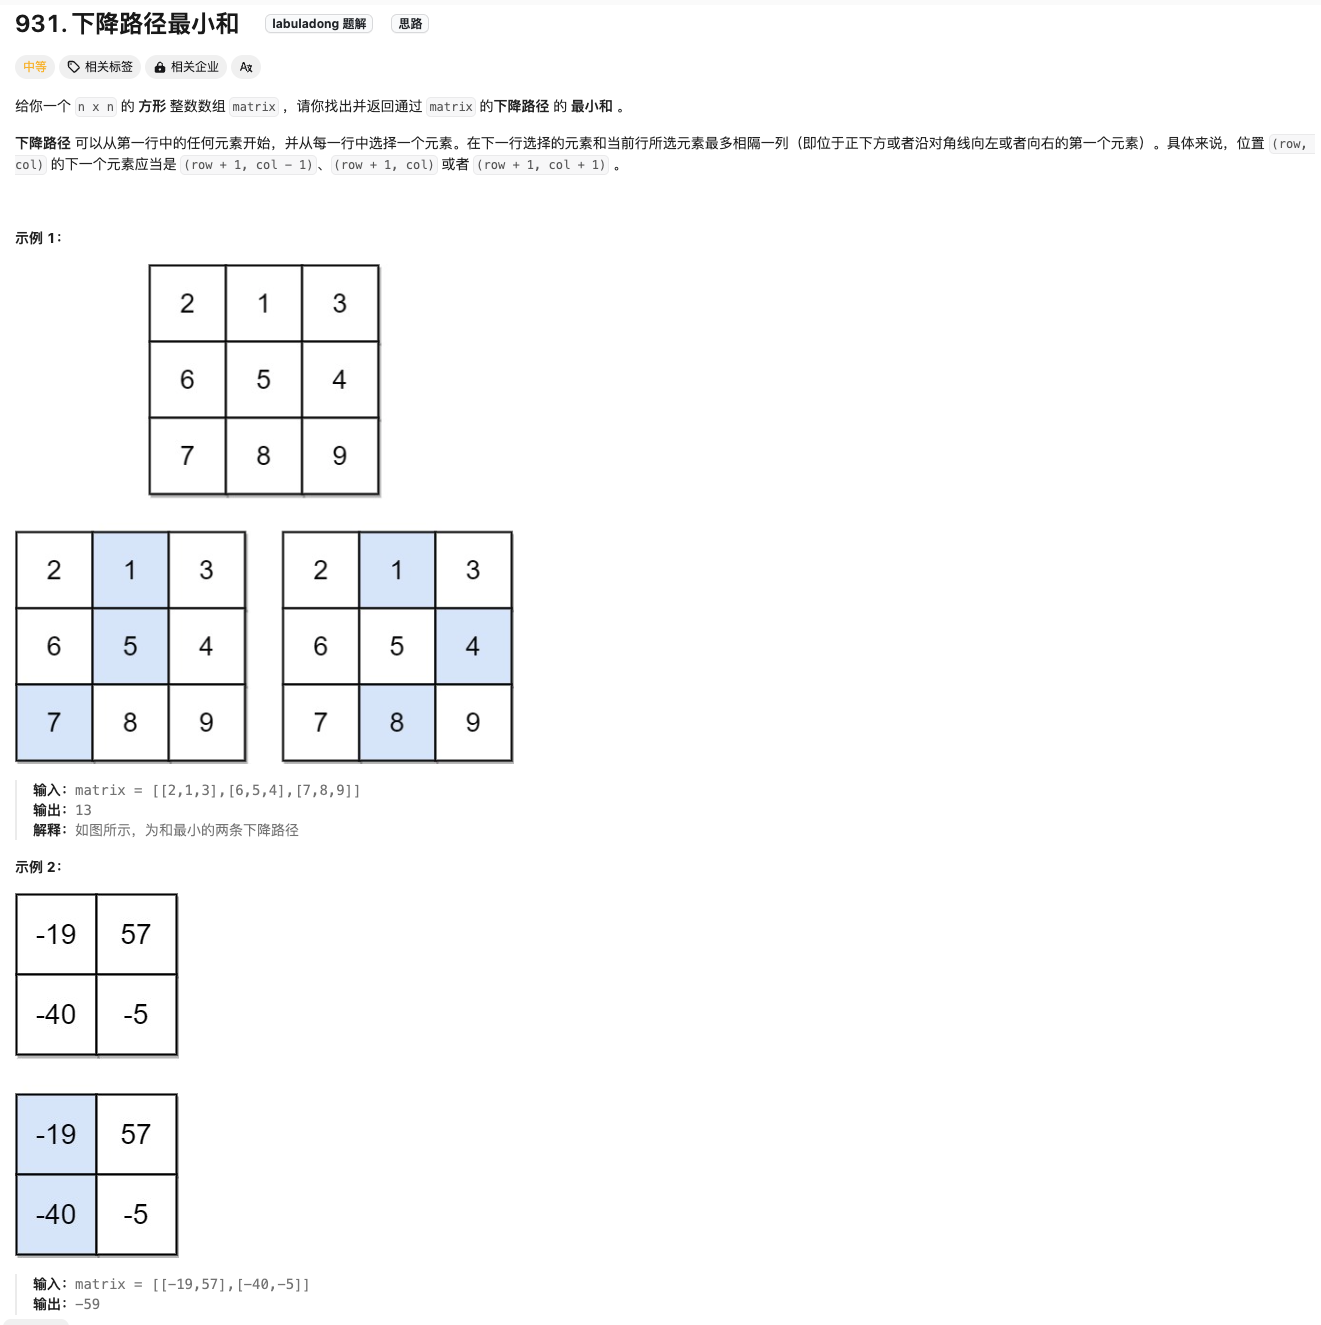 931. 下降路径最小和 labuladong 题解 思路
中等 相关标签 相关企业 A文
给你一个 n x n 的 方形 整数数组 matrix ，请你找出并返回通过 matrix 的下降路径 的 最小和 。
下降路径 可以从第一行中的任何元素开始，并从每一行中选择一个元素。在下一行选择的元素和当前行所选元素最多相隔一列（即位于正下方或者沿对角线向左或者向右的第一个元素）。具体来说，位置 (row,
col) 的下一个元素应当是 (row + 1, col - 1)、(row + 1, col) 或者 (row + 1, col + 1) 。
示例 1：
2 1 3
6 5 4
7 8 9
2 1 3 2 1 3
6 5 4 6 5 4
7 8 9 7 8 9
输入：matrix = [[2,1,3],[6,5,4],[7,8,9]]
输出：13
解释：如图所示，为和最小的两条下降路径
示例 2：
-19 57
-40 -5
-19 57
-40 -5
输入：matrix = [[-19,57],[-40,-5]]
输出：-59